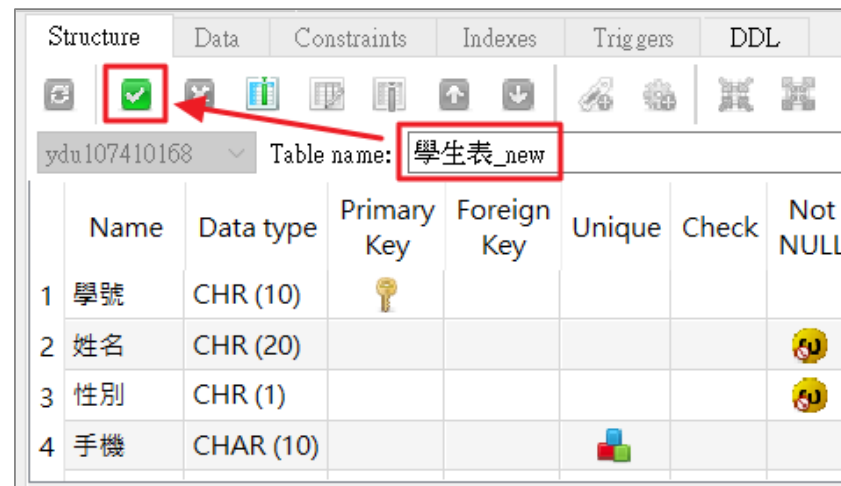 Structure Data Constraints Indexes Triggers DDL
ydu107410168 Table name: 學生表_new
Name Data type Primary Key Foreign Key Unique Check Not NULL
1 學號 CHR (10)
2 姓名 CHR (20)
3 性別 CHR (1)
4 手機 CHAR (10)